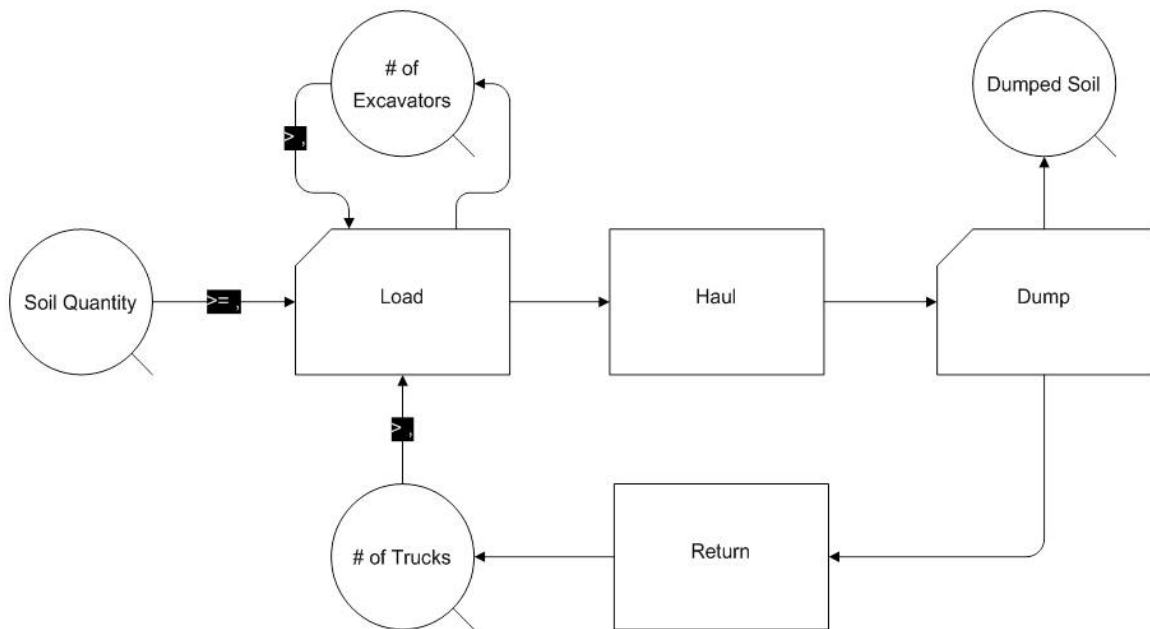 # of
Excavators
Dumped Soil
> ,
Soil Quantity
>= ,
Load
Haul
Dump
> ,
# of Trucks
Return